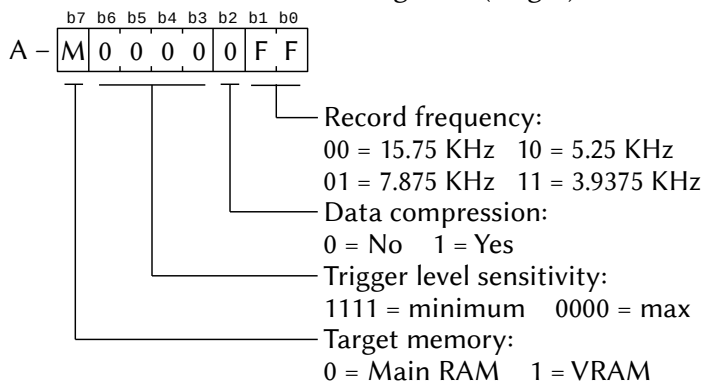 b7 b6 b5 b4 b3 b2 b1 b0
A – M 0 0 0 0 0 F F
Record frequency:
00 = 15.75 KHz 10 = 5.25 KHz
01 = 7.875 KHz 11 = 3.9375 KHz
Data compression:
0 = No 1 = Yes
Trigger level sensitivity:
1111 = minimum 0000 = max
Target memory:
0 = Main RAM 1 = VRAM